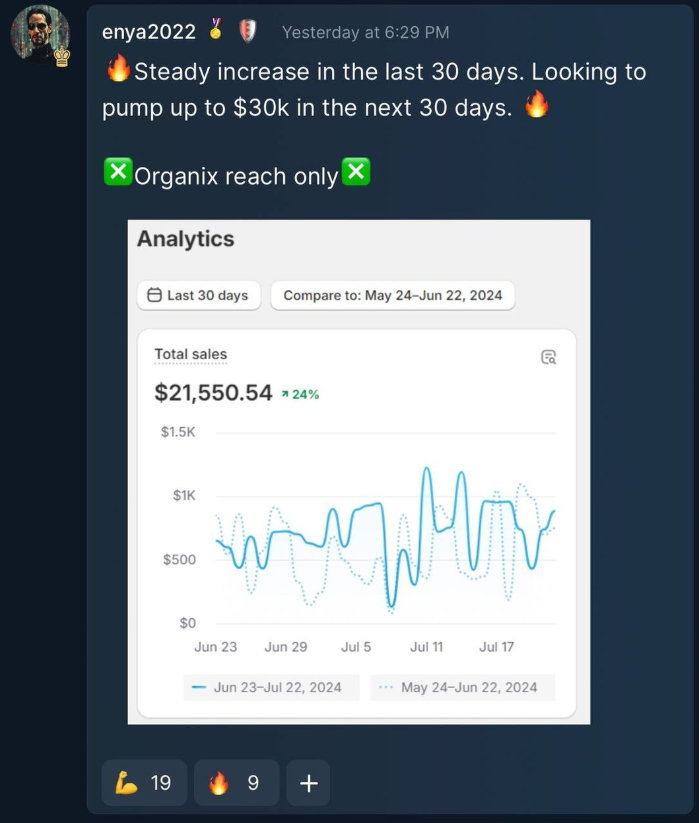 enya2022 Yesterday at 6:29 PM
🔥Steady increase in the last 30 days. Looking to
pump up to $30k in the next 30 days. 🔥
❎Organix reach only❎
Analytics
Last 30 days Compare to: May 24–Jun 22, 2024
Total sales
$21,550.54 ↗ 24%
$1.5K
$1K
$500
$0
Jun 23 Jun 29 Jul 5 Jul 11 Jul 17
Jun 23–Jul 22, 2024 May 24–Jun 22, 2024
💪 19 🔥 9 +